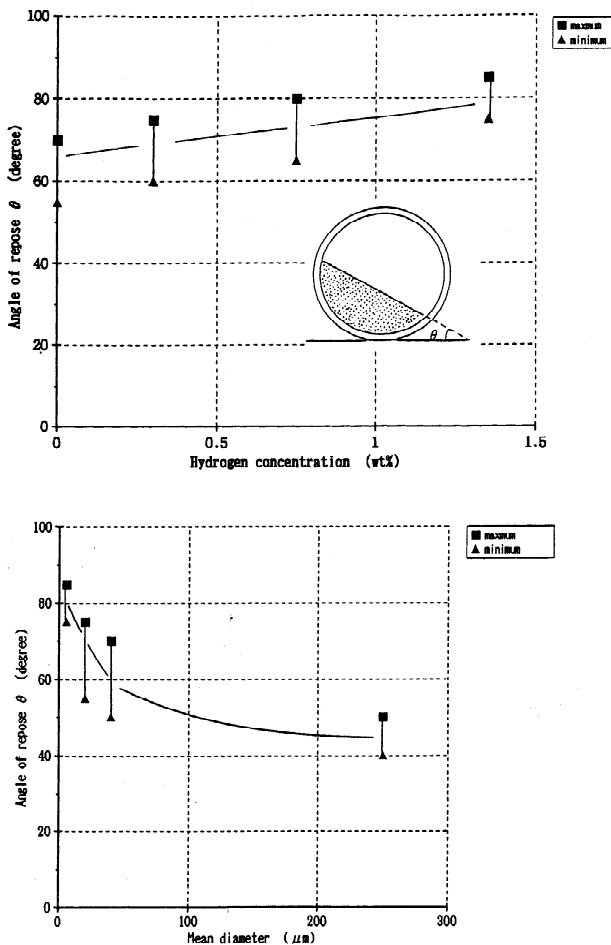 100
80
60
40
20
0
Angle of repose θ (degree)
maxmum
minimum
θ
0
0.5
1
1.5
Hydrogen concentration (wt%)
100
80
60
40
20
0
Angle of repose θ (degree)
maxmum
minimum
0
100
200
300
Mean diameter (μm)